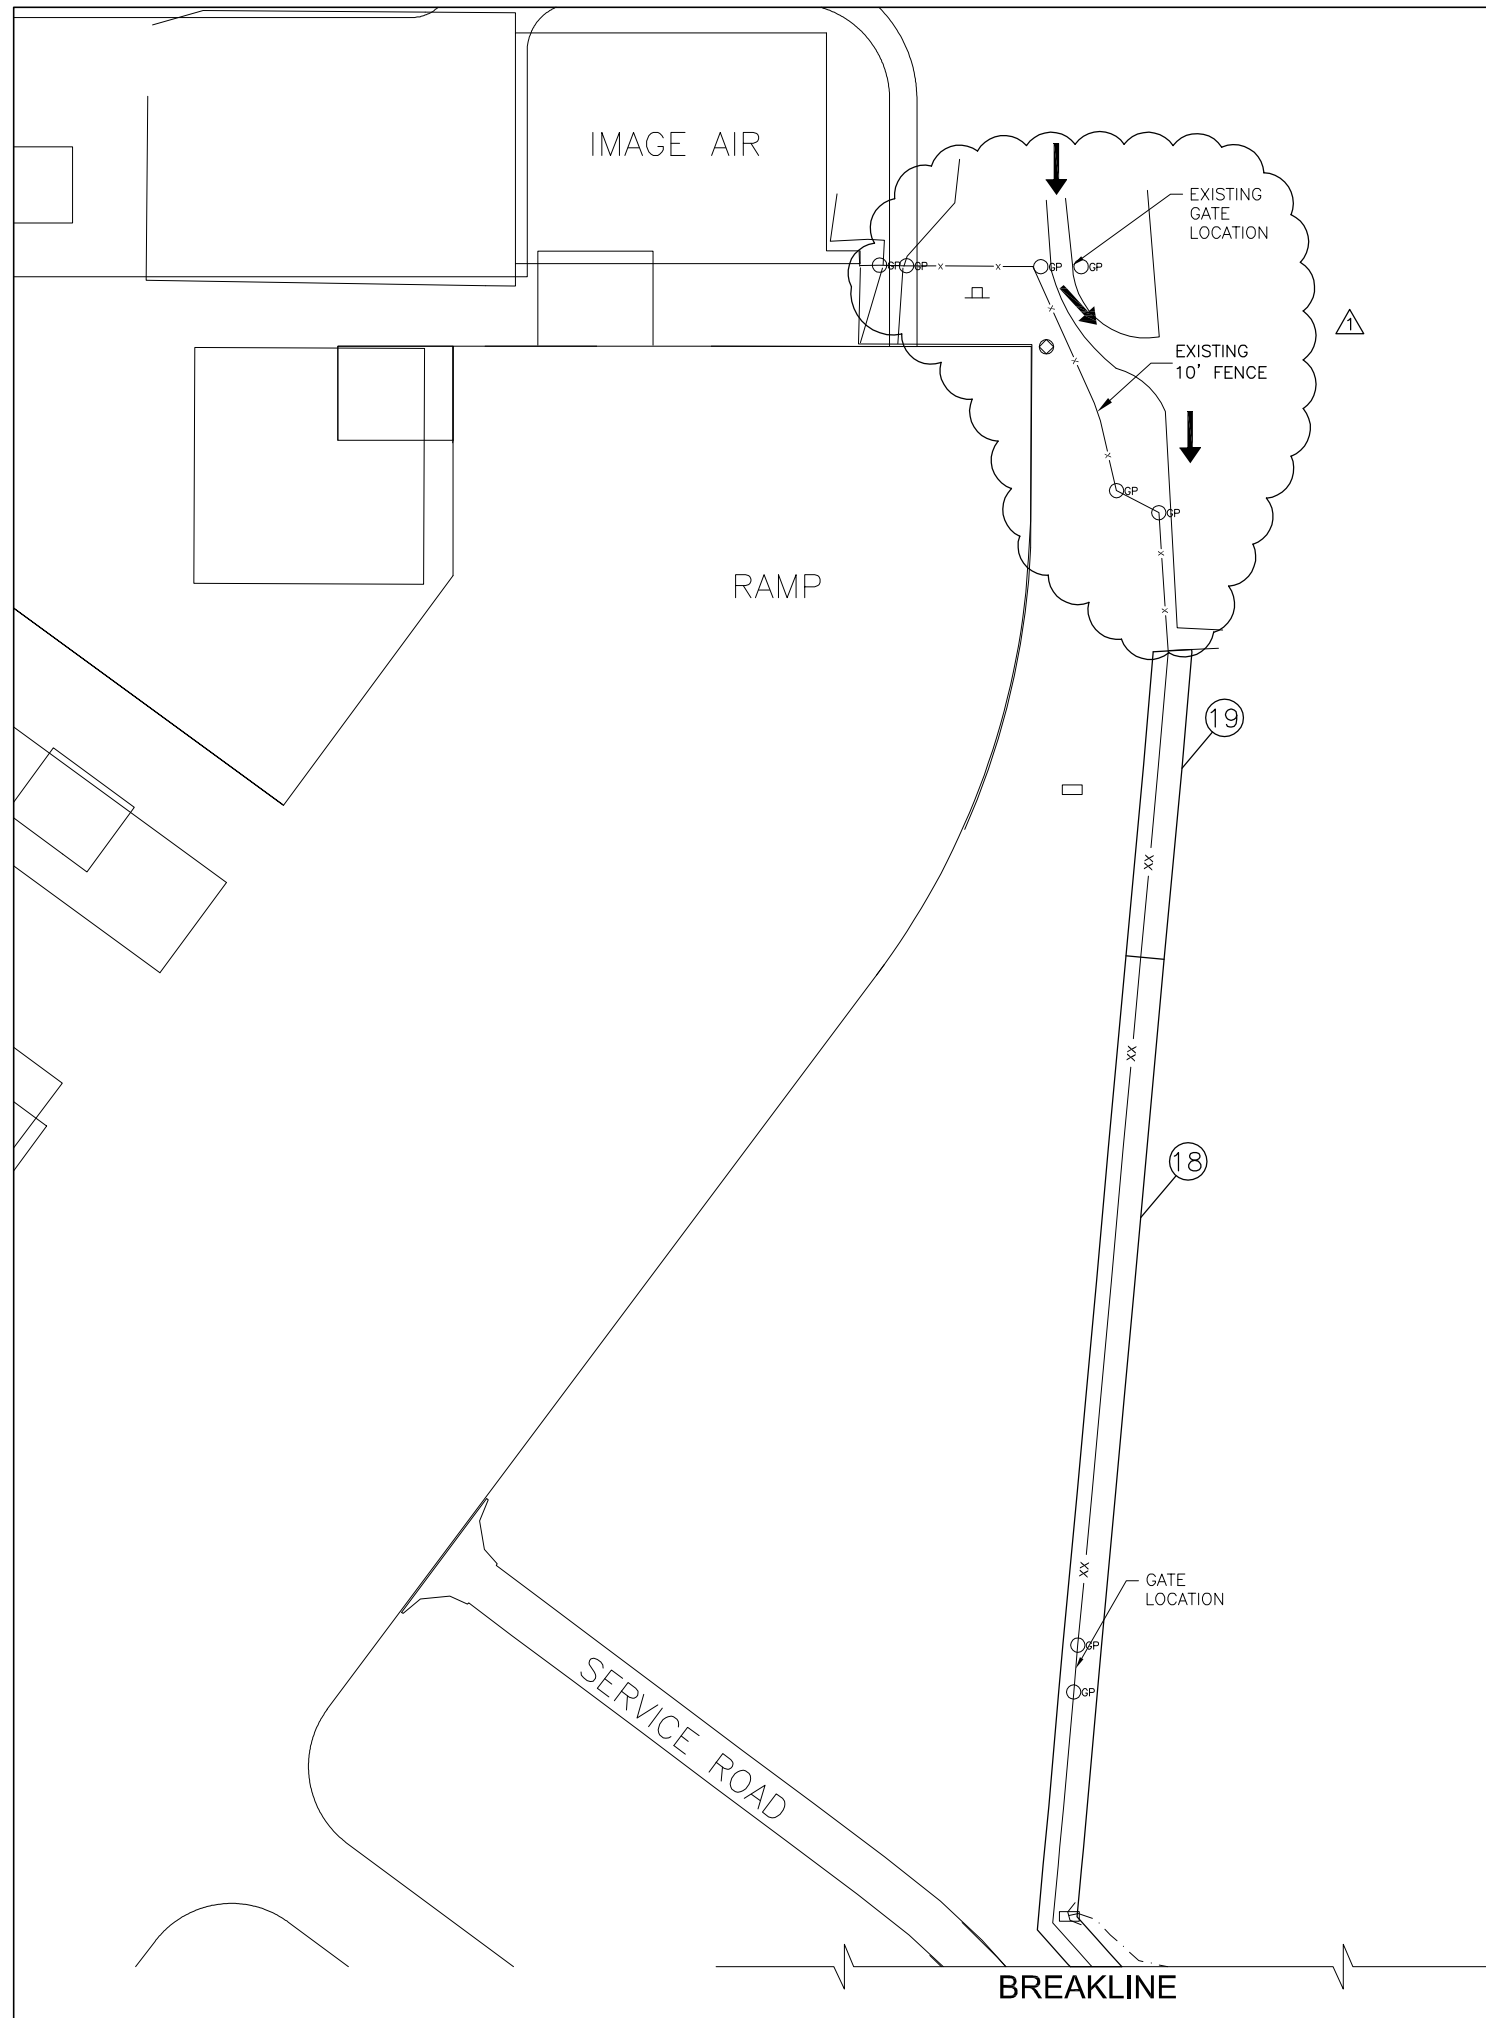 IMAGE AIR
EXISTING
GATE
LOCATION
GP
GP
x
x
GP
GP
x
1
EXISTING
10' FENCE
x
x
GP
GP
x
RAMP
x
19
xx
xx
18
xx
GATE
LOCATION
GP
GP
SERVICE ROAD
BREAKLINE